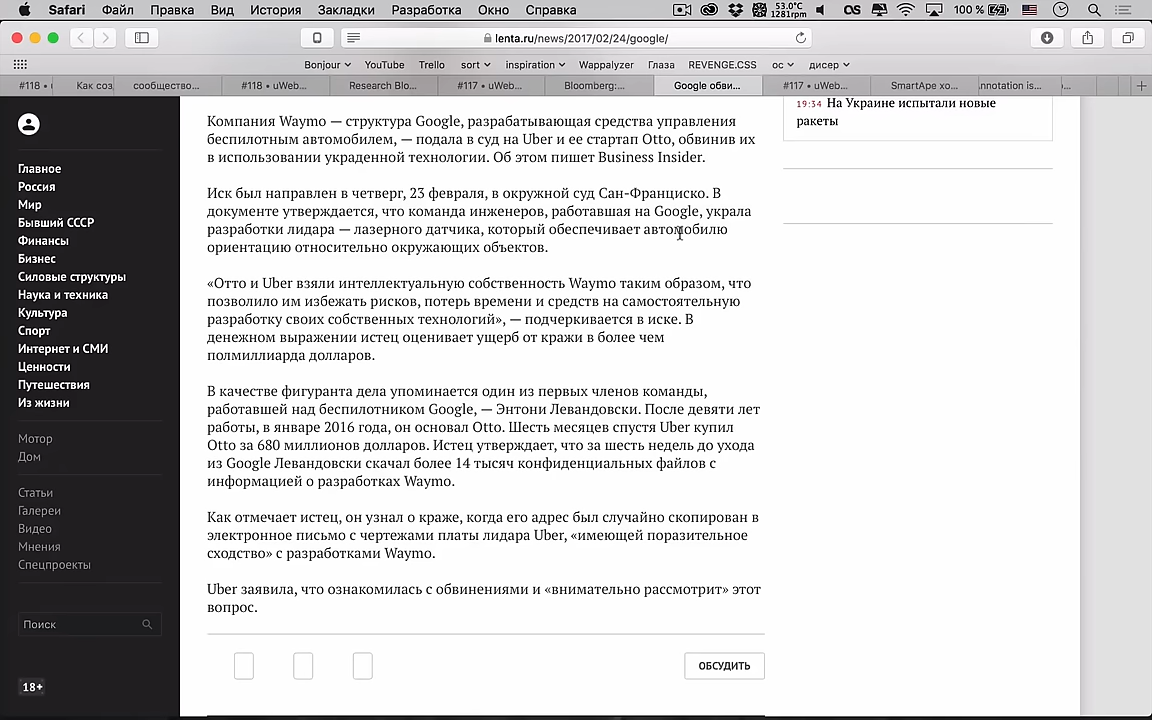 Safari Файл Правка Вид История Закладки Разработка Окно Справка 53.0°C 1281rpm 100 %
lenta.ru/news/2017/02/24/google/
Bonjour YouTube Trello sort inspiration Wappalyzer Глаза REVENGE.CSS ос дисер
#118 • Как соз сообщество... #118 • uWeb... Research Blo... #117 • uWeb... Bloomberg:... Google обви... #117 • uWeb... SmartApe хо... nnotation is...
19:34 На Украине испытали новые
ракеты
Главное
Россия
Мир
Бывший СССР
Финансы
Бизнес
Силовые структуры
Наука и техника
Культура
Спорт
Интернет и СМИ
Ценности
Путешествия
Из жизни
Мотор
Дом
Статьи
Галереи
Видео
Мнения
Спецпроекты
Поиск
18+
Компания Waymo — структура Google, разрабатывающая средства управления
беспилотным автомобилем, — подала в суд на Uber и ее стартап Otto, обвинив их
в использовании украденной технологии. Об этом пишет Business Insider.
Иск был направлен в четверг, 23 февраля, в окружной суд Сан-Франциско. В
документе утверждается, что команда инженеров, работавшая на Google, украла
разработки лидара — лазерного датчика, который обеспечивает автомобилю
ориентацию относительно окружающих объектов.
«Отто и Uber взяли интеллектуальную собственность Waymo таким образом, что
позволило им избежать рисков, потерь времени и средств на самостоятельную
разработку своих собственных технологий», — подчеркивается в иске. В
денежном выражении истец оценивает ущерб от кражи в более чем
полмиллиарда долларов.
В качестве фигуранта дела упоминается один из первых членов команды,
работавшей над беспилотником Google, — Энтони Левандовски. После девяти лет
работы, в январе 2016 года, он основал Otto. Шесть месяцев спустя Uber купил
Otto за 680 миллионов долларов. Истец утверждает, что за шесть недель до ухода
из Google Левандовски скачал более 14 тысяч конфиденциальных файлов с
информацией о разработках Waymo.
Как отмечает истец, он узнал о краже, когда его адрес был случайно скопирован в
электронное письмо с чертежами платы лидара Uber, «имеющей поразительное
сходство» с разработками Waymo.
Uber заявила, что ознакомилась с обвинениями и «внимательно рассмотрит» этот
вопрос.
ОБСУДИТЬ